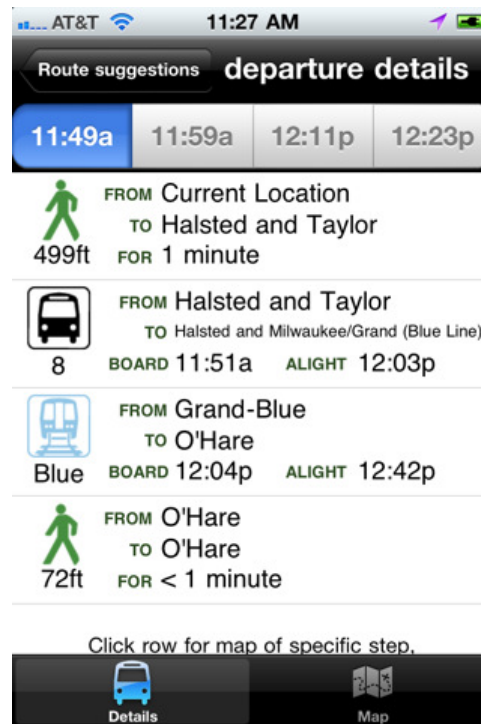 AT&T 11:27 AM
Route suggestions departure details
11:49a 11:59a 12:11p 12:23p
FROM Current Location
TO Halsted and Taylor
499ft FOR 1 minute
FROM Halsted and Taylor
TO Halsted and Milwaukee/Grand (Blue Line)
8 BOARD 11:51a ALIGHT 12:03p
FROM Grand-Blue
TO O'Hare
Blue BOARD 12:04p ALIGHT 12:42p
FROM O'Hare
TO O'Hare
72ft FOR < 1 minute
Click row for map of specific step,
Details Map